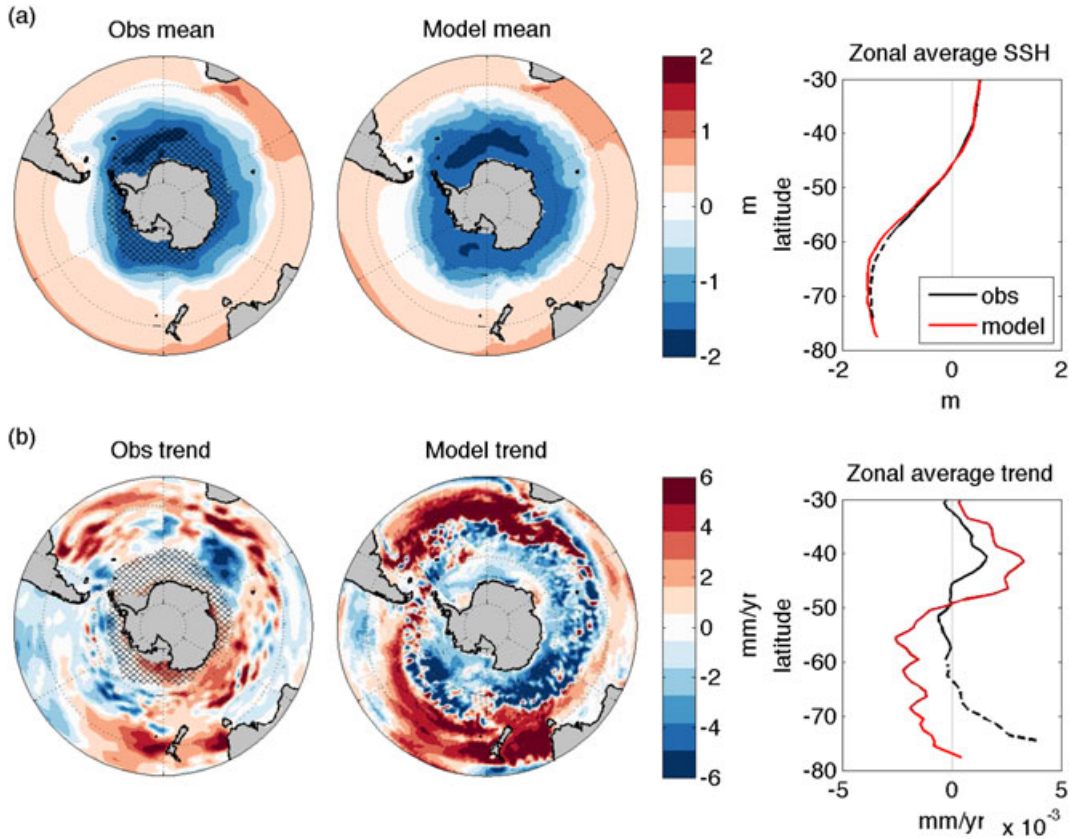 (a)
Obs mean
Model mean
2
1
0
-1
-2
m
Zonal average SSH
-30
-40
-50
-60
-70
-80
latitude
obs
model
-2
0
2
m
(b)
Obs trend
Model trend
6
4
2
0
-2
-4
-6
mm/yr
Zonal average trend
-30
-40
-50
-60
-70
-80
latitude
-5
0
5
mm/yr x 10⁻³